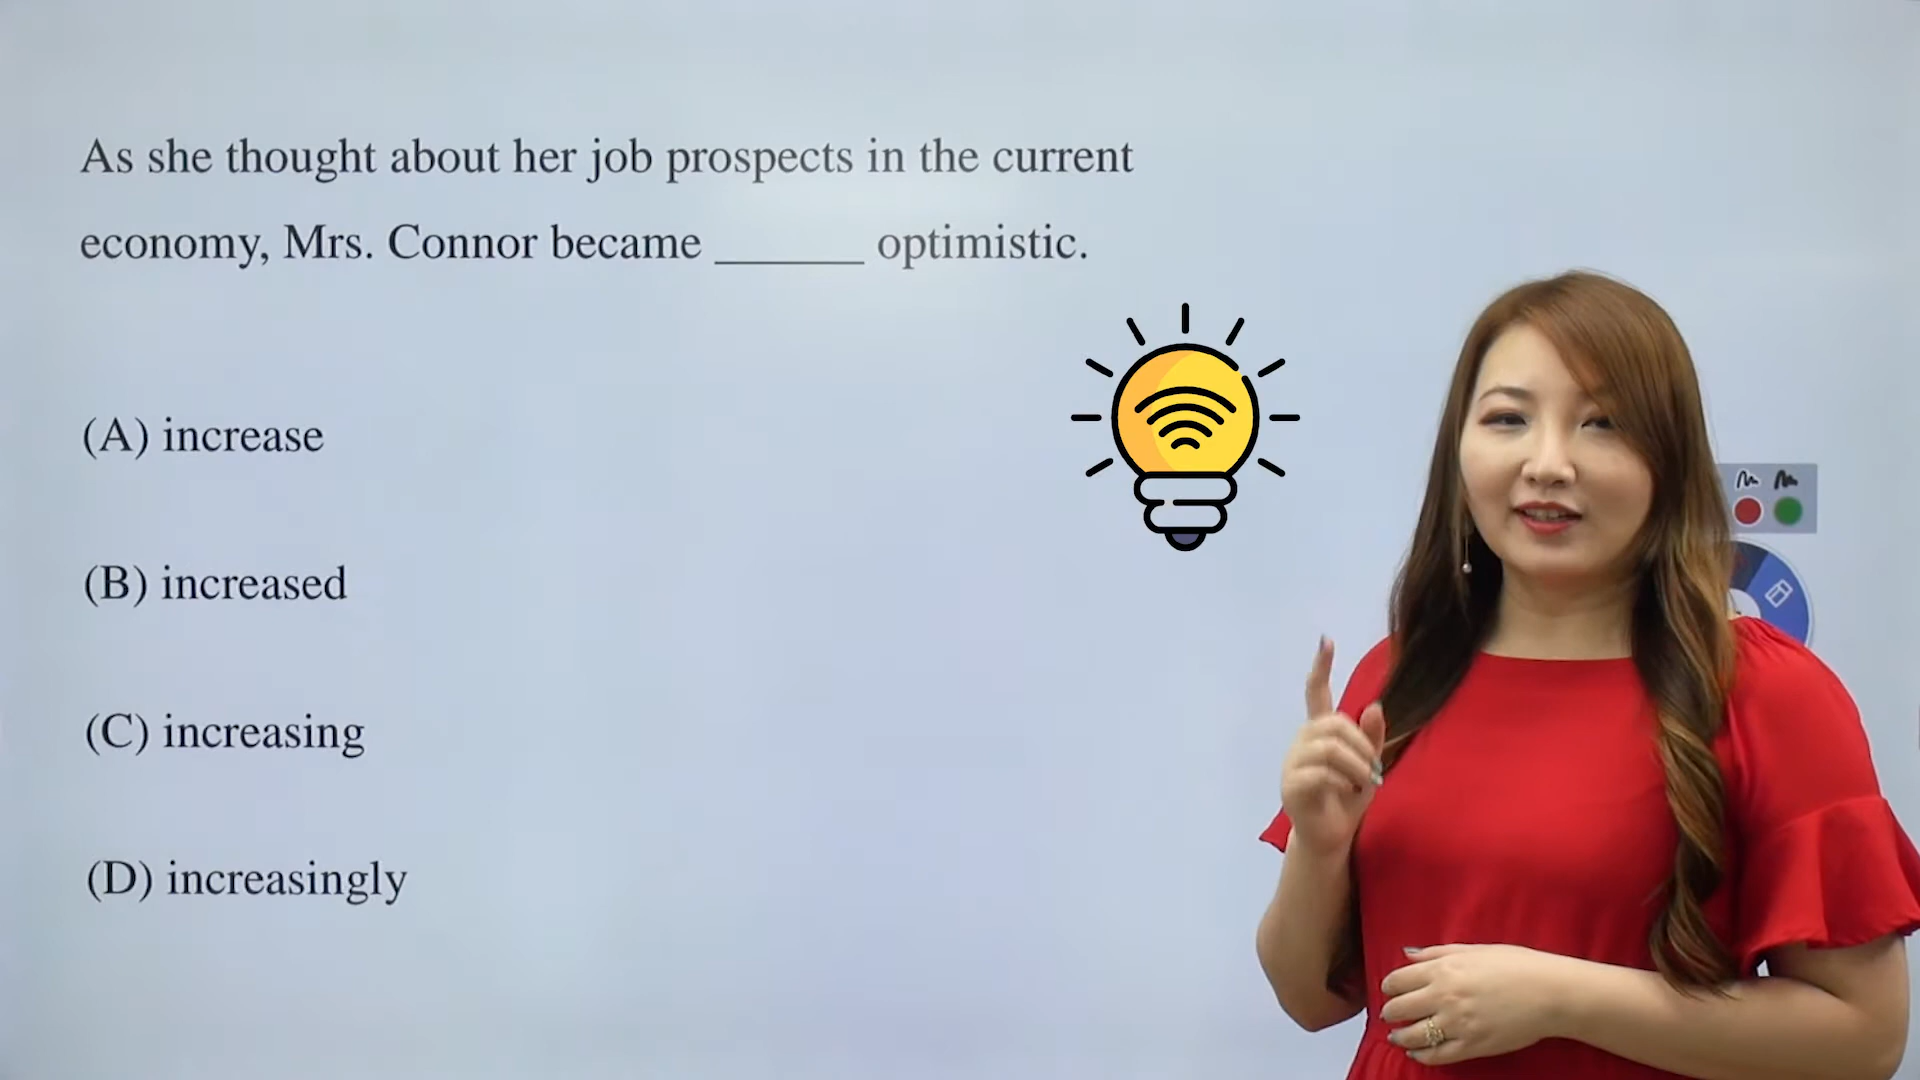 As she thought about her job prospects in the current
economy, Mrs. Connor became ______ optimistic.
(A) increase
(B) increased
(C) increasing
(D) increasingly